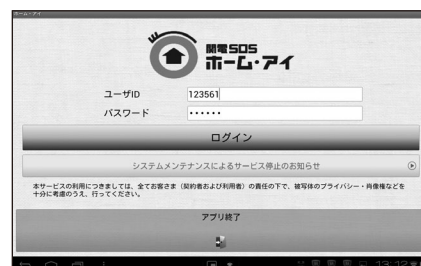 ホーム・アイ
関電SOS
ホーム・アイ
ユーザID 123561
パスワード ••••••
ログイン
システムメンテナンスによるサービス停止のお知らせ
本サービスの利用につきましては、全てお客さま（契約者および利用者）の責任の下で、被写体のプライバシー・肖像権などを
十分に考慮のうえ、行ってください。
アプリ終了
13:12